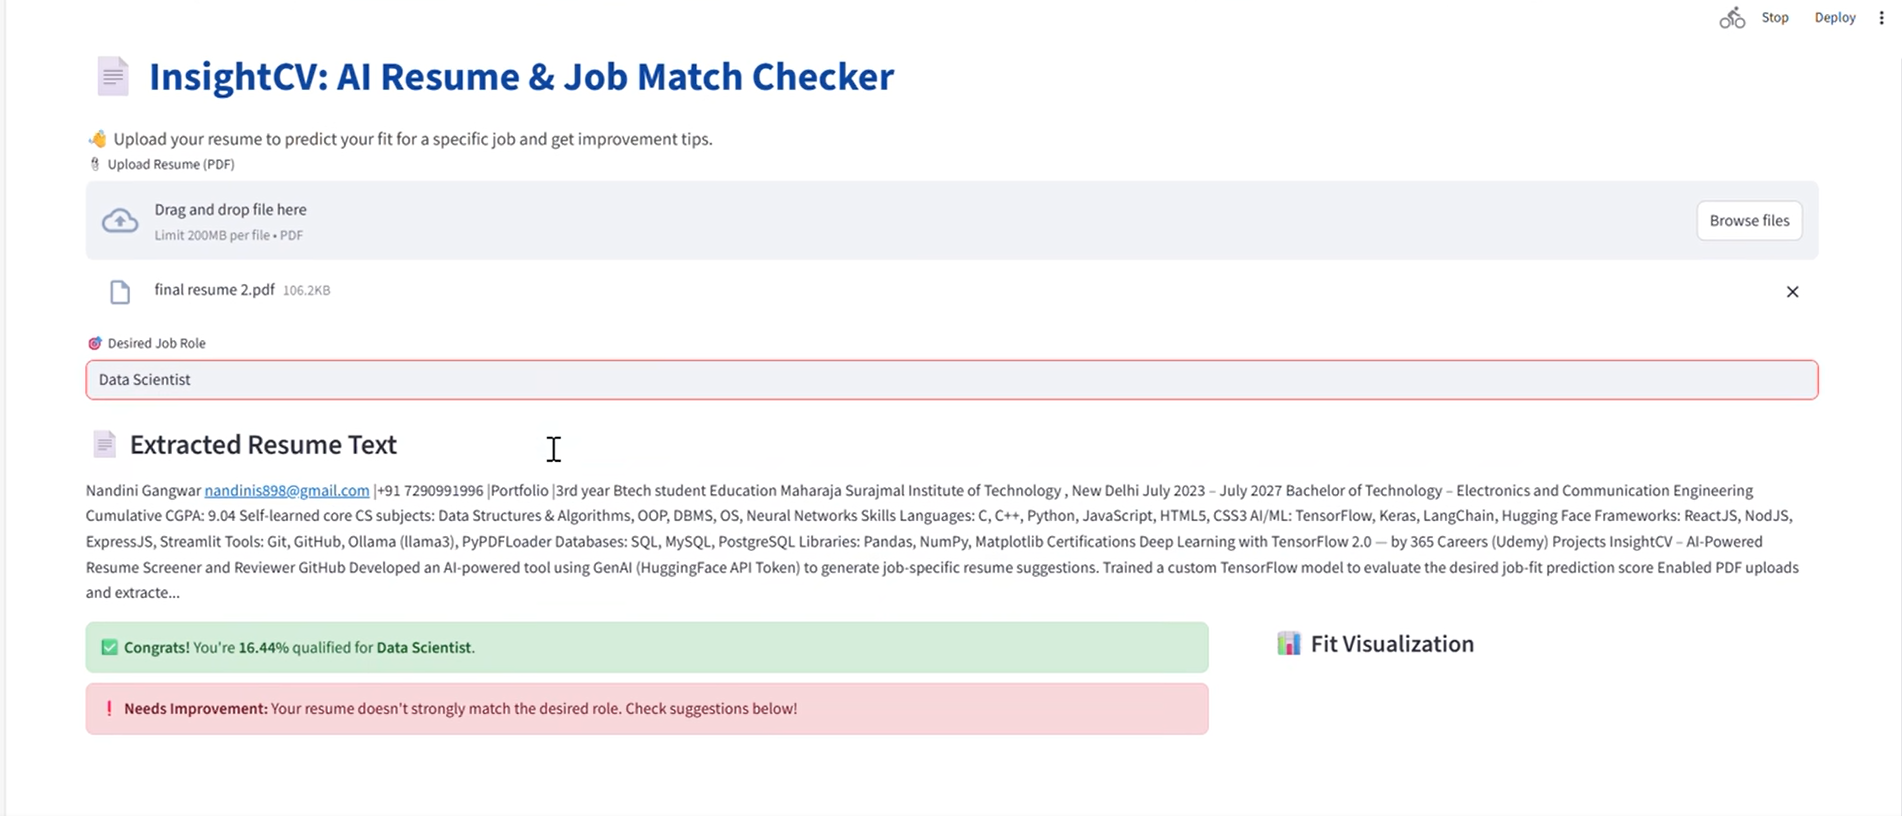 Stop Deploy
InsightCV: AI Resume & Job Match Checker
Upload your resume to predict your fit for a specific job and get improvement tips.
Upload Resume (PDF)
Drag and drop file here
Limit 200MB per file • PDF
Browse files
final resume 2.pdf 106.2KB
Desired Job Role
Data Scientist
Extracted Resume Text
Nandini Gangwar nandinis898@gmail.com |+91 7290991996 |Portfolio |3rd year Btech student Education Maharaja Surajmal Institute of Technology , New Delhi July 2023 – July 2027 Bachelor of Technology – Electronics and Communication Engineering
Cumulative CGPA: 9.04 Self-learned core CS subjects: Data Structures & Algorithms, OOP, DBMS, OS, Neural Networks Skills Languages: C, C++, Python, JavaScript, HTML5, CSS3 AI/ML: TensorFlow, Keras, LangChain, Hugging Face Frameworks: ReactJS, NodJS,
ExpressJS, Streamlit Tools: Git, GitHub, Ollama (llama3), PyPDFLoader Databases: SQL, MySQL, PostgreSQL Libraries: Pandas, NumPy, Matplotlib Certifications Deep Learning with TensorFlow 2.0 — by 365 Careers (Udemy) Projects InsightCV – AI-Powered
Resume Screener and Reviewer GitHub Developed an AI-powered tool using GenAI (HuggingFace API Token) to generate job-specific resume suggestions. Trained a custom TensorFlow model to evaluate the desired job-fit prediction score Enabled PDF uploads
and extracte...
Congrats! You're 16.44% qualified for Data Scientist.
Fit Visualization
Needs Improvement: Your resume doesn't strongly match the desired role. Check suggestions below!